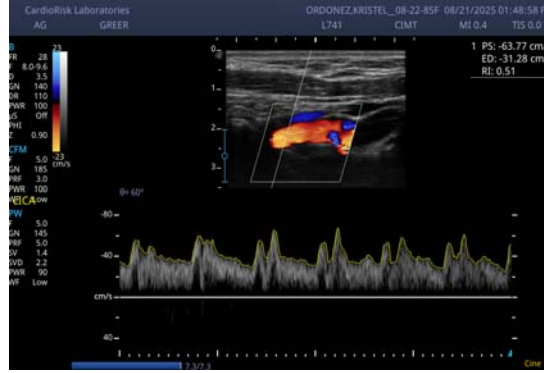 CardioRisk Laboratories ORDONEZ,KRISTEL__08-22-85F 08/21/2025 01:48:58 P
AG GREER L741 CIMT MI 0.4 TIS 0.0
B
FR 28
F 8.0-9.6
D 3.5
GN 140
DR 110
PWR 100
µS Off
PHI
Z 0.90
23
-23
cm/s
CFM
F 5.0
GN 185
PRF 3.0
PWR 100
WF Low
LICA
PW
F 5.0
GN 145
PRF 5.0
SV 1.4
SVD 2.2
PWR 90
WF Low
0
1
2
3
1 PS: -63.77 cm/
ED: -31.28 cm/
RI: 0.51
θ= 60°
-80
-40
cm/s
40
7.3/7.3
Cine